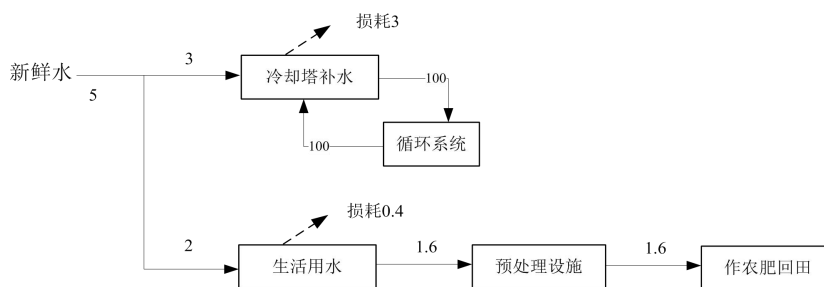 损耗3
新鲜水
3
冷却塔补水
100
5
100
循环系统
损耗0.4
2
生活用水
1.6
预处理设施
1.6
作农肥回田